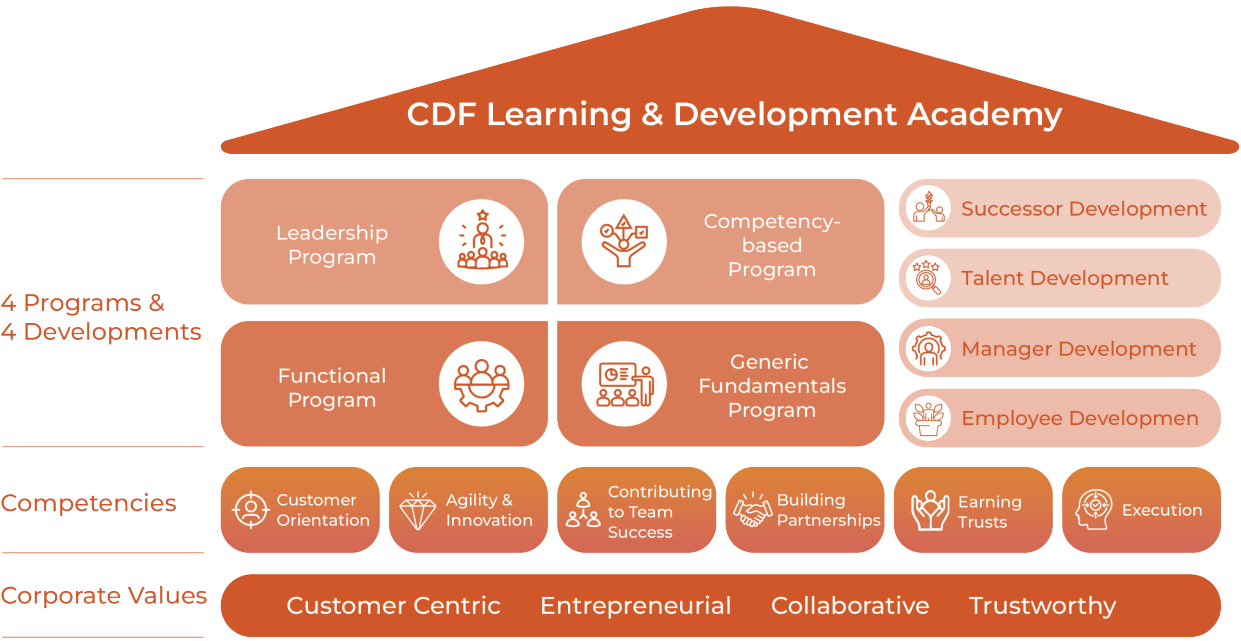 CDF Learning & Development Academy
4 Programs &
4 Developments
Leadership
Program
Competency-
based
Program
Functional
Program
Generic
Fundamentals
Program
Successor Development
Talent Development
Manager Development
Employee Developmen
Competencies
Customer
Orientation
Agility &
Innovation
Contributing
to Team
Success
Building
Partnerships
Earning
Trusts
Execution
Corporate Values
Customer Centric Entrepreneurial Collaborative Trustworthy